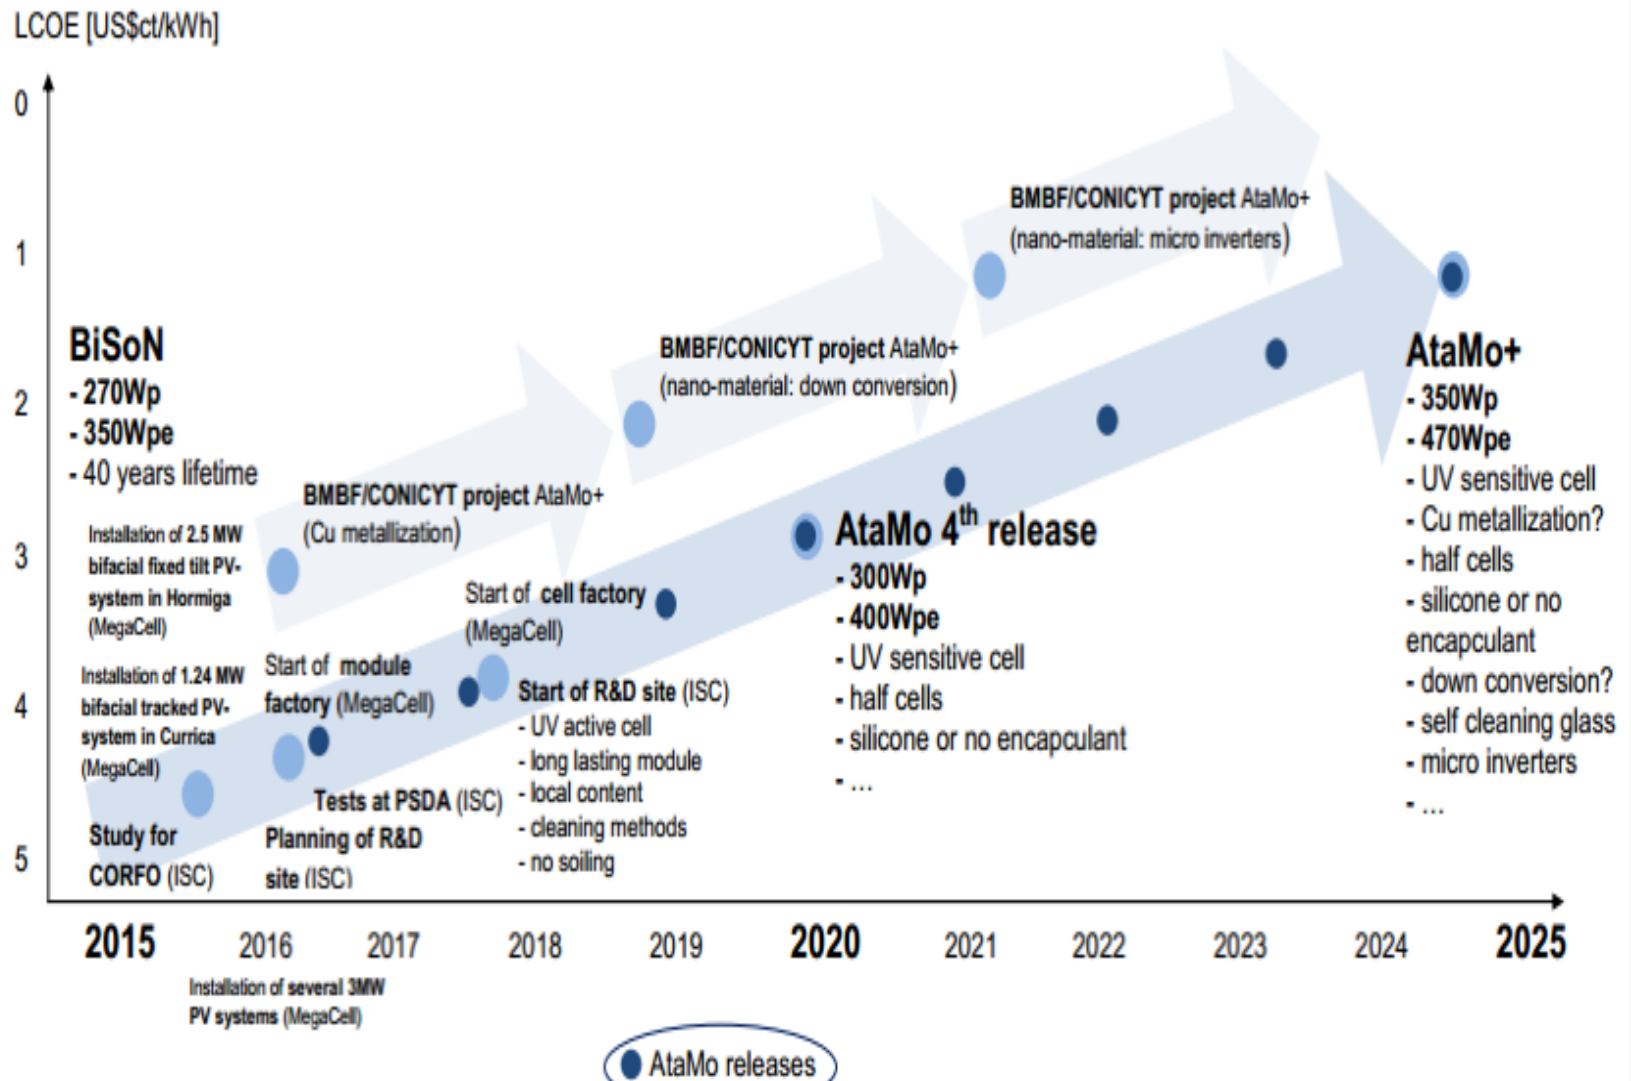 LCOE [US$ct/kWh]
0
1
2
3
4
5
BiSoN
- 270Wp
- 350Wpe
- 40 years lifetime
Installation of 2.5 MW
bifacial fixed tilt PV-
system in Hormiga
(MegaCell)
Installation of 1.24 MW
bifacial tracked PV-
system in Currica
(MegaCell)
Study for
CORFO (ISC)
BMBF/CONICYT project AtaMo+
(Cu metallization)
Start of module
factory (MegaCell)
Tests at PSDA (ISC)
Planning of R&D
site (ISC)
Start of cell factory
(MegaCell)
Start of R&D site (ISC)
- UV active cell
- long lasting module
- local content
- cleaning methods
- no soiling
BMBF/CONICYT project AtaMo+
(nano-material: down conversion)
AtaMo 4th release
- 300Wp
- 400Wpe
- UV sensitive cell
- half cells
- silicone or no encapculant
- ...
BMBF/CONICYT project AtaMo+
(nano-material: micro inverters)
AtaMo+
- 350Wp
- 470Wpe
- UV sensitive cell
- Cu metallization?
- half cells
- silicone or no
encapculant
- down conversion?
- self cleaning glass
- micro inverters
- ...
2015 2016 2017 2018 2019 2020 2021 2022 2023 2024 2025
Installation of several 3MW
PV systems (MegaCell)
AtaMo releases